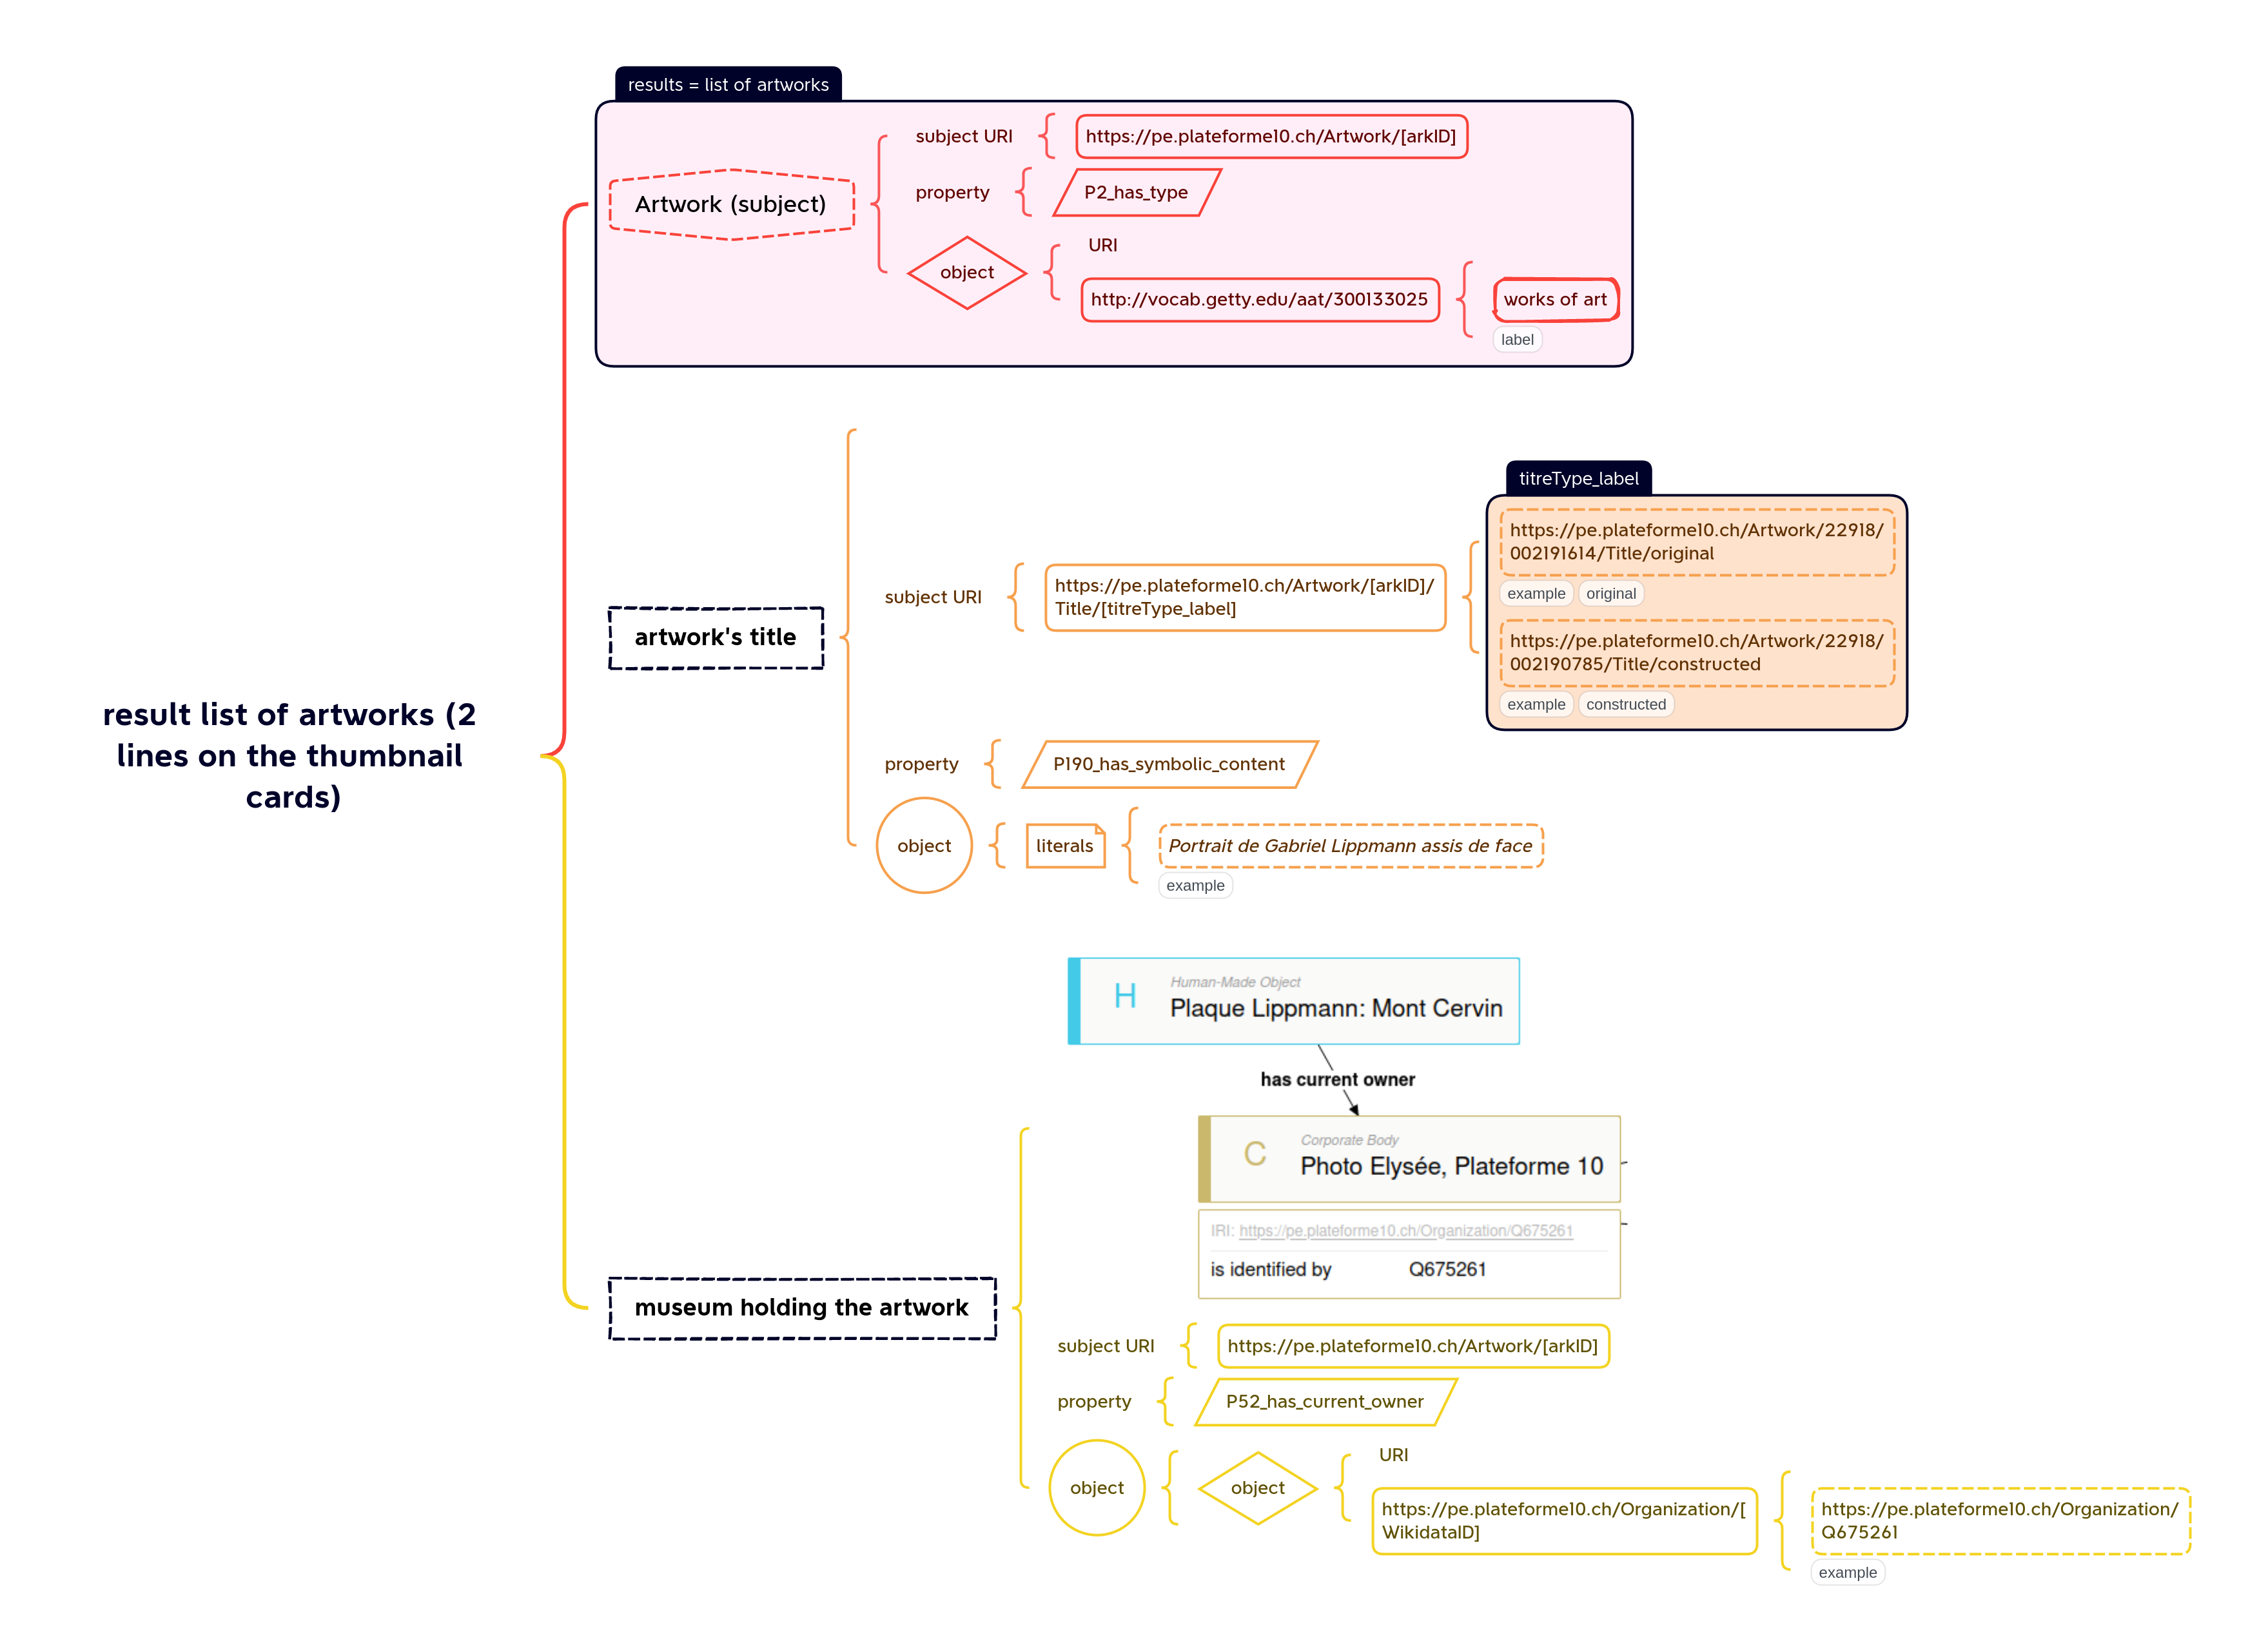 results = list of artworks
subject URI
https://pe.plateforme10.ch/Artwork/[arkID]
property
P2_has_type
Artwork (subject)
URI
object
http://vocab.getty.edu/aat/300133025
works of art
label
titreType_label
https://pe.plateforme10.ch/Artwork/22918/
002191614/Title/original
example
original
subject URI
https://pe.plateforme10.ch/Artwork/[arkID]/
Title/[titreType_label]
artwork's title
https://pe.plateforme10.ch/Artwork/22918/
002190785/Title/constructed
example
constructed
result list of artworks (2
lines on the thumbnail
cards)
property
P190_has_symbolic_content
object
literals
Portrait de Gabriel Lippmann assis de face
example
H
Human-Made Object
Plaque Lippmann: Mont Cervin
has current owner
C
Corporate Body
Photo Elysée, Plateforme 10
IRI: https://pe.plateforme10.ch/Organization/Q675261
is identified by
Q675261
museum holding the artwork
subject URI
https://pe.plateforme10.ch/Artwork/[arkID]
property
P52_has_current_owner
object
object
URI
https://pe.plateforme10.ch/Organization/[
WikidataID]
https://pe.plateforme10.ch/Organization/
Q675261
example